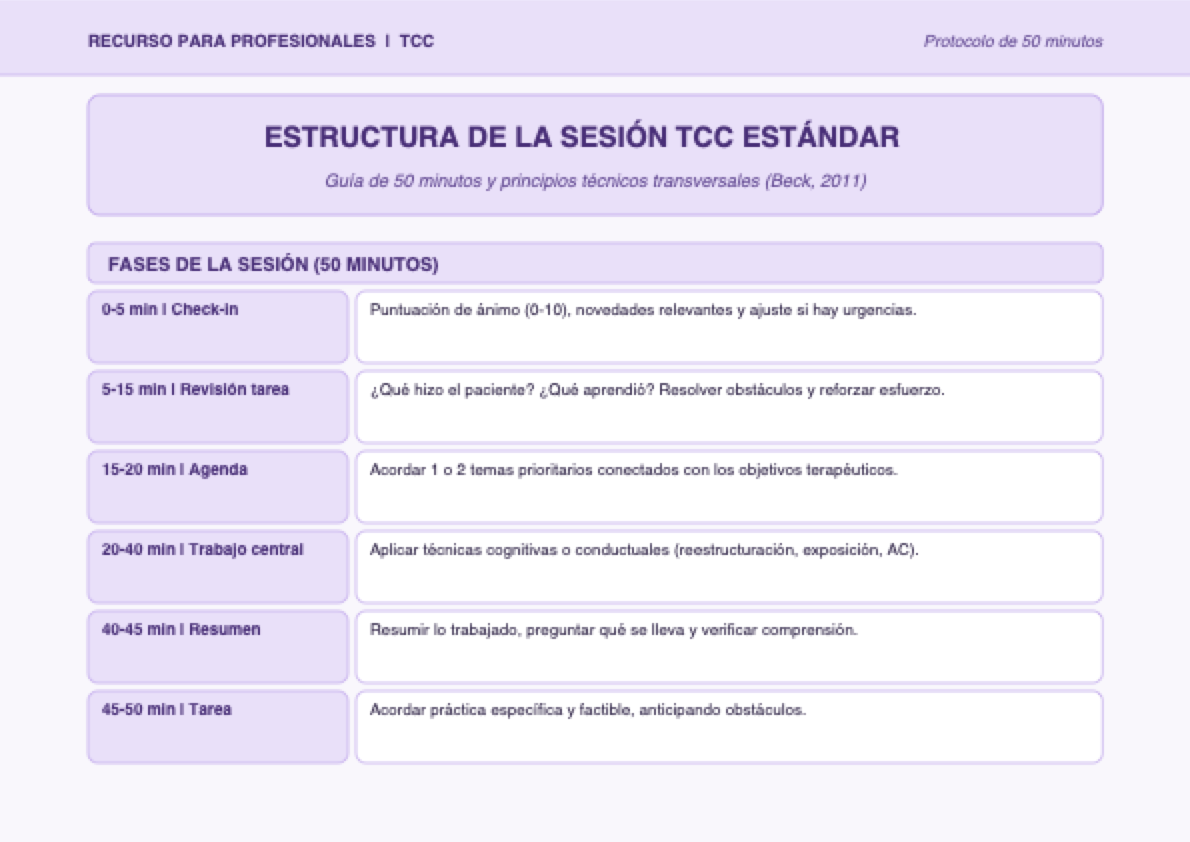 RECURSO PARA PROFESIONALES | TCC
Protocolo de 50 minutos
ESTRUCTURA DE LA SESIÓN TCC ESTÁNDAR
Guía de 50 minutos y principios técnicos transversales (Beck, 2011)
FASES DE LA SESIÓN (50 MINUTOS)
0-5 min | Check-in
Puntuación de ánimo (0-10), novedades relevantes y ajuste si hay urgencias.
5-15 min | Revisión tarea
¿Qué hizo el paciente? ¿Qué aprendió? Resolver obstáculos y reforzar esfuerzo.
15-20 min | Agenda
Acordar 1 o 2 temas prioritarios conectados con los objetivos terapéuticos.
20-40 min | Trabajo central
Aplicar técnicas cognitivas o conductuales (reestructuración, exposición, AC).
40-45 min | Resumen
Resumir lo trabajado, preguntar qué se lleva y verificar comprensión.
45-50 min | Tarea
Acordar práctica específica y factible, anticipando obstáculos.